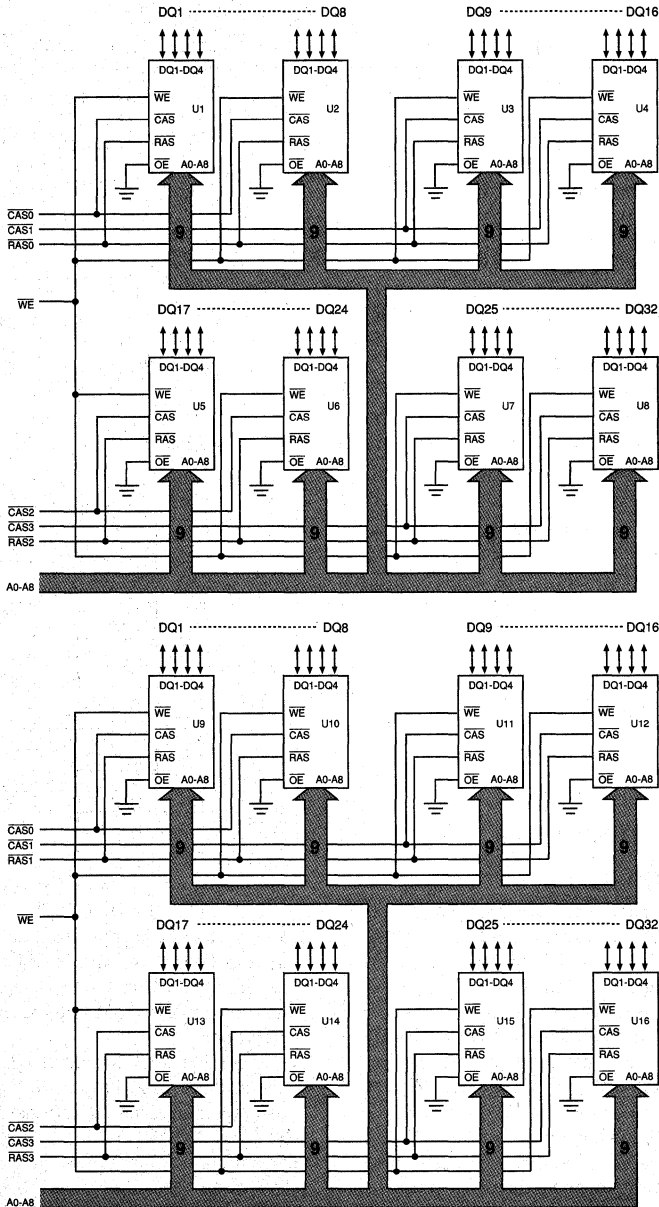 DQ1 DQ8 DQ9 DQ16
DQ1-DQ4 DQ1-DQ4 DQ1-DQ4 DQ1-DQ4
WE WE WE WE
U1 U2 U3 U4
CAS CAS CAS CAS
RAS RAS RAS RAS
OE A0-A8 OE A0-A8 OE A0-A8 OE A0-A8
CAS0
CAS1
9 9 9 9
RAS0
WE
DQ17 DQ24 DQ25 DQ32
DQ1-DQ4 DQ1-DQ4 DQ1-DQ4 DQ1-DQ4
WE WE WE WE
U5 U6 U7 U8
CAS CAS CAS CAS
RAS RAS RAS RAS
OE A0-A8 OE A0-A8 OE A0-A8 OE A0-A8
CAS2
CAS3
9 9 9 9
RAS2
A0-A8
DQ1 DQ8 DQ9 DQ16
DQ1-DQ4 DQ1-DQ4 DQ1-DQ4 DQ1-DQ4
WE WE WE WE
U9 U10 U11 U12
CAS CAS CAS CAS
RAS RAS RAS RAS
OE A0-A8 OE A0-A8 OE A0-A8 OE A0-A8
CAS0
CAS1
9 9 9 9
RAS1
WE
DQ17 DQ24 DQ25 DQ32
DQ1-DQ4 DQ1-DQ4 DQ1-DQ4 DQ1-DQ4
WE WE WE WE
U13 U14 U15 U16
CAS CAS CAS CAS
RAS RAS RAS RAS
OE A0-A8 OE A0-A8 OE A0-A8 OE A0-A8
CAS2
CAS3
9 9 9 9
RAS3
A0-A8